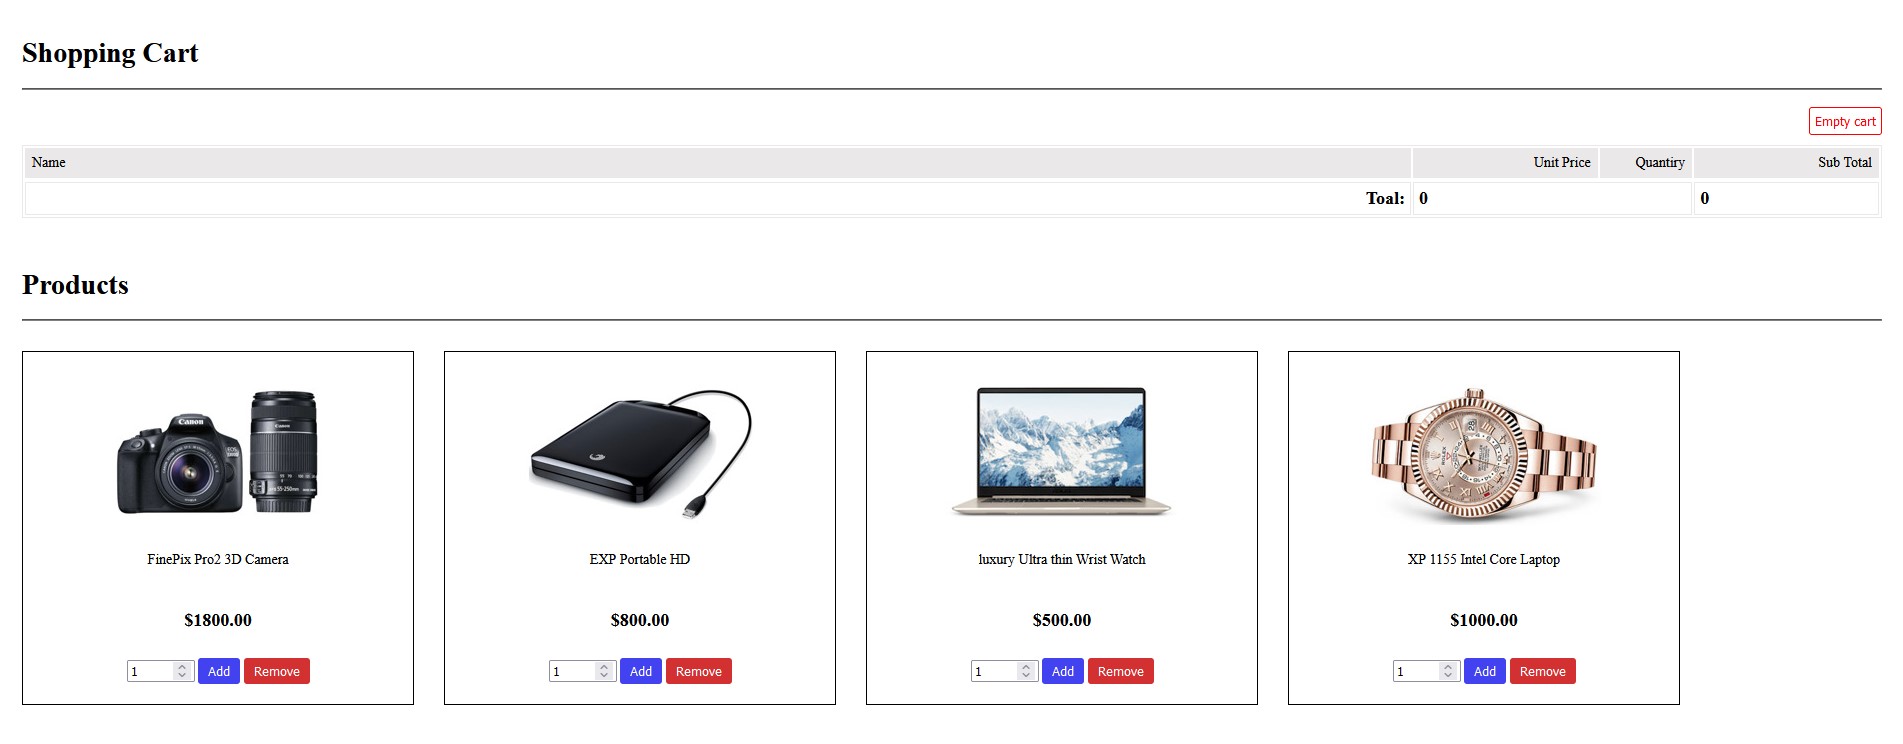 Shopping Cart
Empty cart
Name Unit Price Quantiry Sub Total
Toal: 0 0
Products
Canon
Canon
EOS
FinePix Pro2 3D Camera
$1800.00
1 Add Remove
EXP Portable HD
$800.00
1 Add Remove
luxury Ultra thin Wrist Watch
$500.00
1 Add Remove
XP 1155 Intel Core Laptop
$1000.00
1 Add Remove